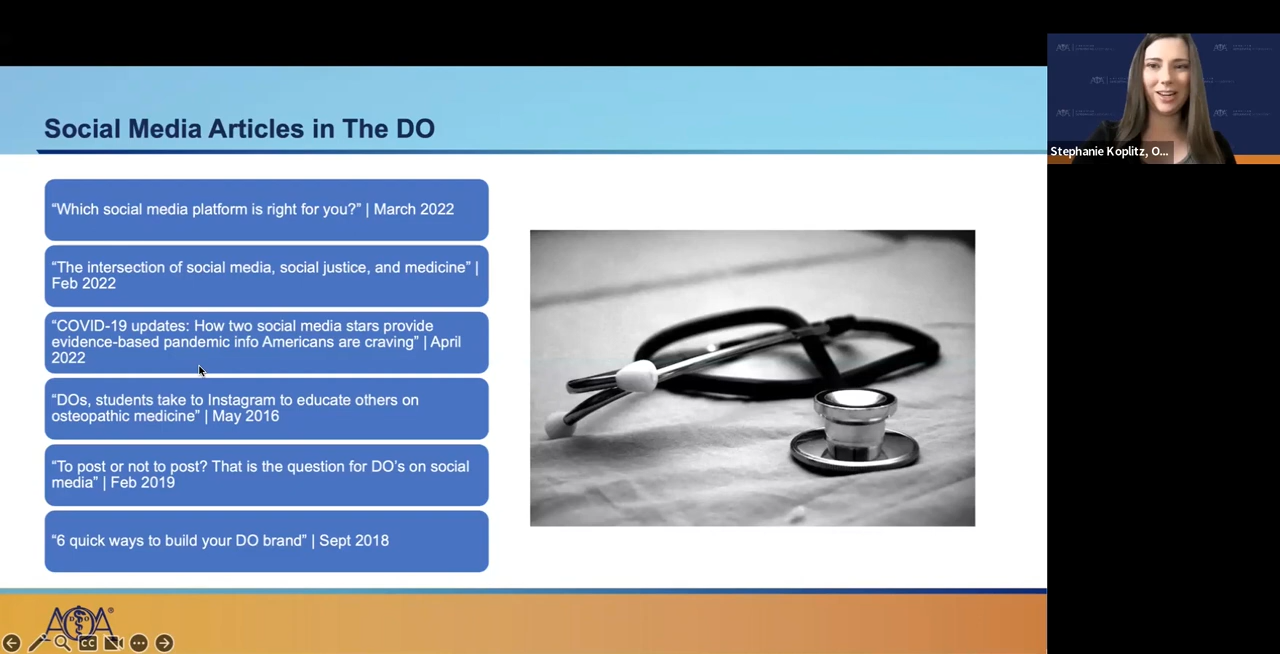 Social Media Articles in The DO
“Which social media platform is right for you?” | March 2022
“The intersection of social media, social justice, and medicine” |
Feb 2022
“COVID-19 updates: How two social media stars provide
evidence-based pandemic info Americans are craving” | April
2022
“DOs, students take to Instagram to educate others on
osteopathic medicine” | May 2016
“To post or not to post? That is the question for DO’s on social
media” | Feb 2019
“6 quick ways to build your DO brand” | Sept 2018
Stephanie Koplitz, O...
AOA
CC